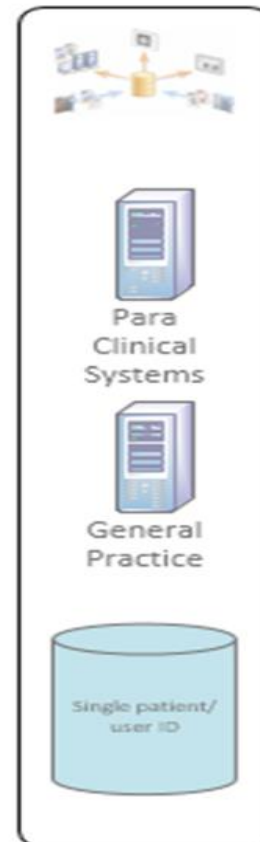 Para
Clinical
Systems
General
Practice
Single patient/
user ID